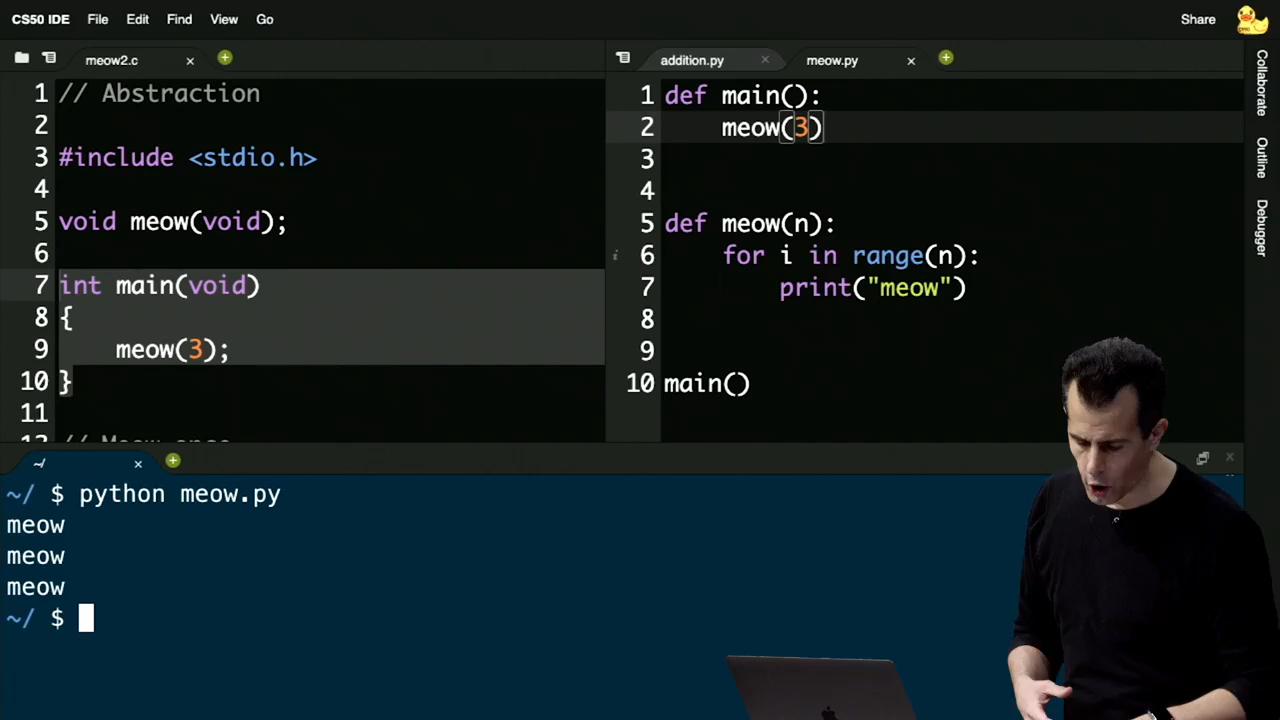 CS50 IDE File Edit Find View Go Share
meow2.c
1 // Abstraction
2
3 #include <stdio.h>
4
5 void meow(void);
6
7 int main(void)
8 {
9 meow(3);
10 }
11
addition.py meow.py
1 def main():
2 meow(3)
3
4
5 def meow(n):
6 for i in range(n):
7 print("meow")
8
9
10 main()
Collaborate
Outline
Debugger
~/ $ python meow.py
meow
meow
meow
~/ $